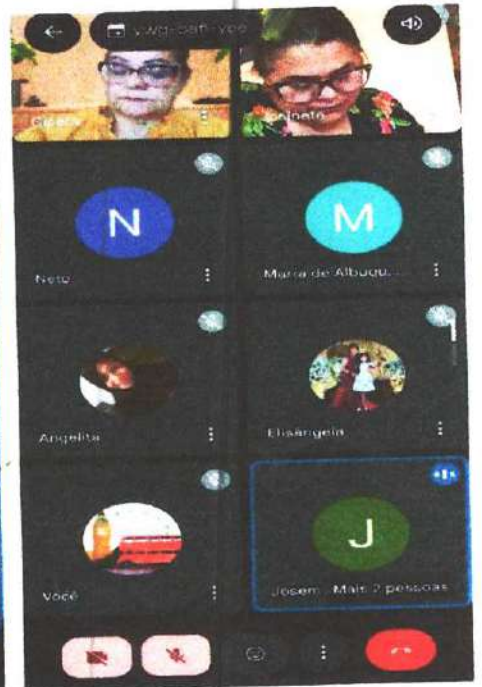 N
M
Neto
Maria de Albuqu...
Angelita
Elisângela
J
Você
Josem... Mais 2 pessoas